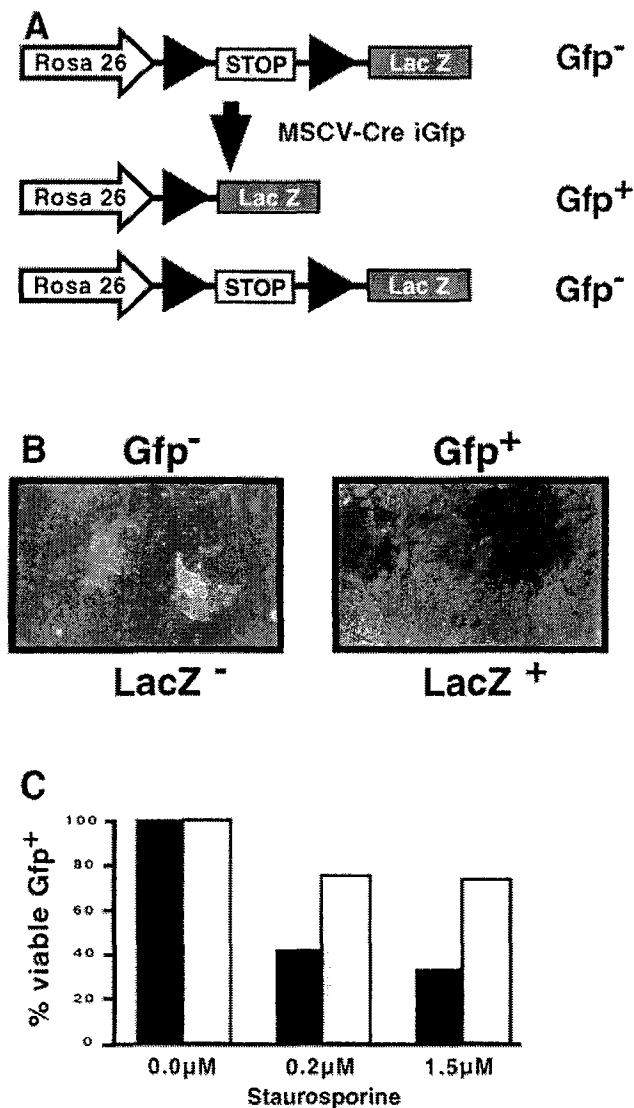 A
Rosa 26 STOP Lac Z Gfp-
MSCV-Cre iGfp
Rosa 26 Lac Z Gfp+
Rosa 26 STOP Lac Z Gfp-
B Gfp- Gfp+
LacZ - LacZ +
C
% viable Gfp+
100
80
60
40
20
0
0.0µM 0.2µM 1.5µM
Staurosporine